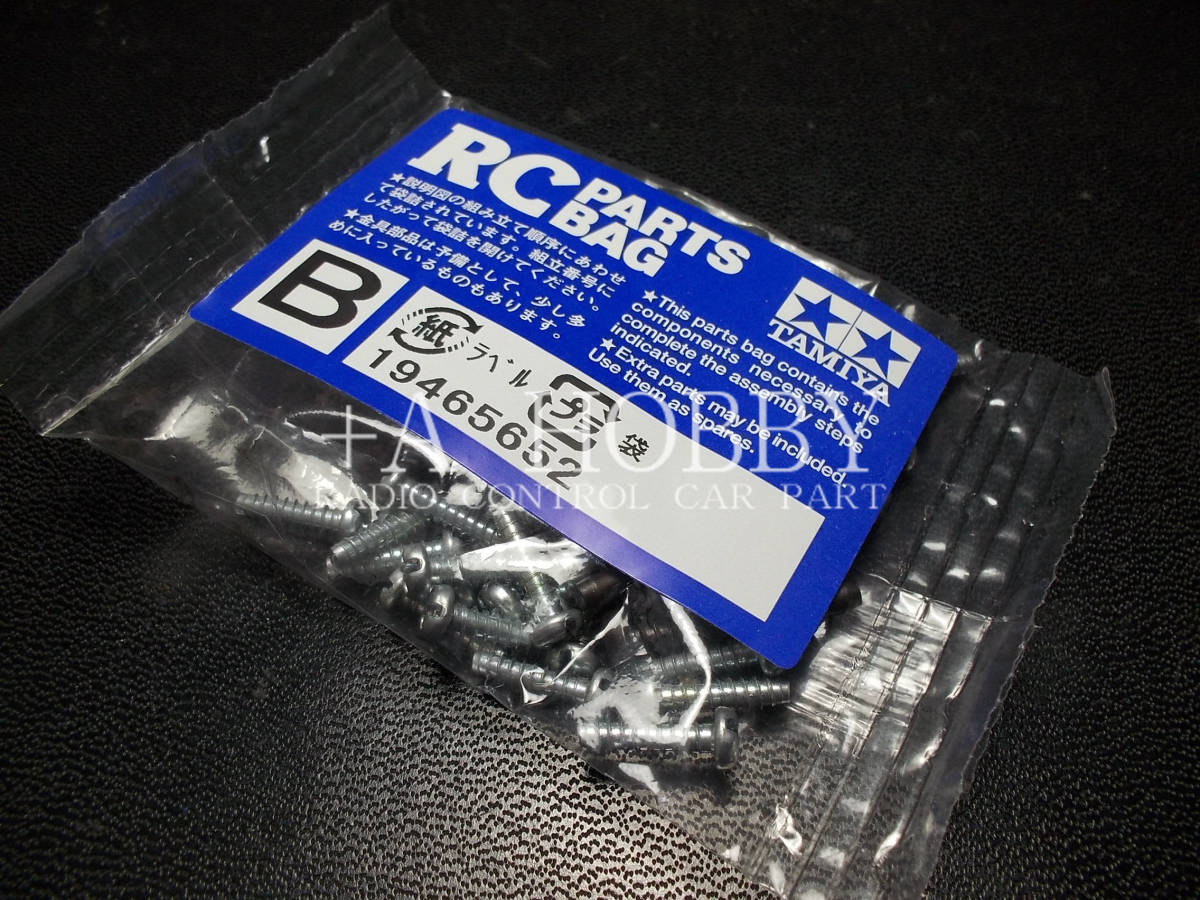 RC PARTS BAG
★説明図の組み立て順序にあわせ
て袋詰されています。組立番号に
したがって袋詰を開けてください。
★金具部品は予備として、少し多
めに入っているものもあります。
★This parts bag contains the
components necessary to
complete the assembly steps
indicated.
★Extra parts may be included.
Use them as spares.
TAMIYA
B
紙 ラベル プラ 袋
19465652
+A HOBBY
RADIO CONTROL CAR PART